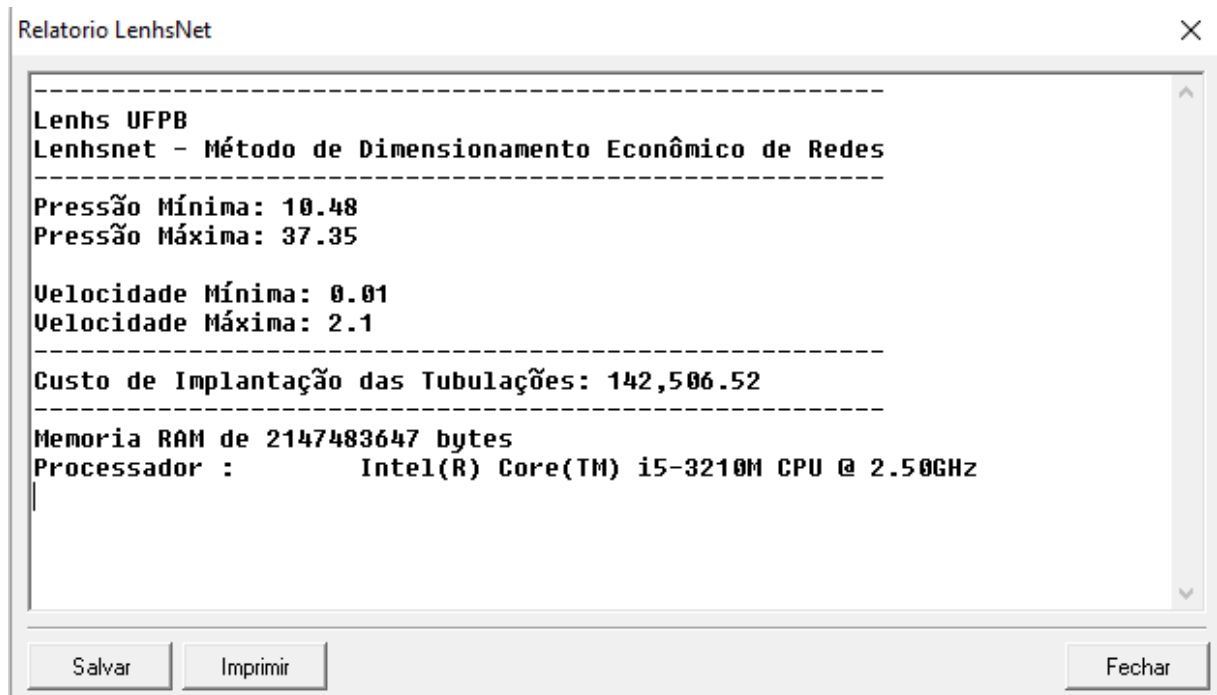 Relatorio LenhsNet
-------------------------------------------------------
Lenhs UFPB
Lenhsnet - Método de Dimensionamento Econômico de Redes
-------------------------------------------------------
Pressão Mínima: 10.48
Pressão Máxima: 37.35
Velocidade Mínima: 0.01
Velocidade Máxima: 2.1
-------------------------------------------------------
Custo de Implantação das Tubulações: 142,506.52
-------------------------------------------------------
Memoria RAM de 2147483647 bytes
Processador :        Intel(R) Core(TM) i5-3210M CPU @ 2.50GHz
Salvar
Imprimir
Fechar